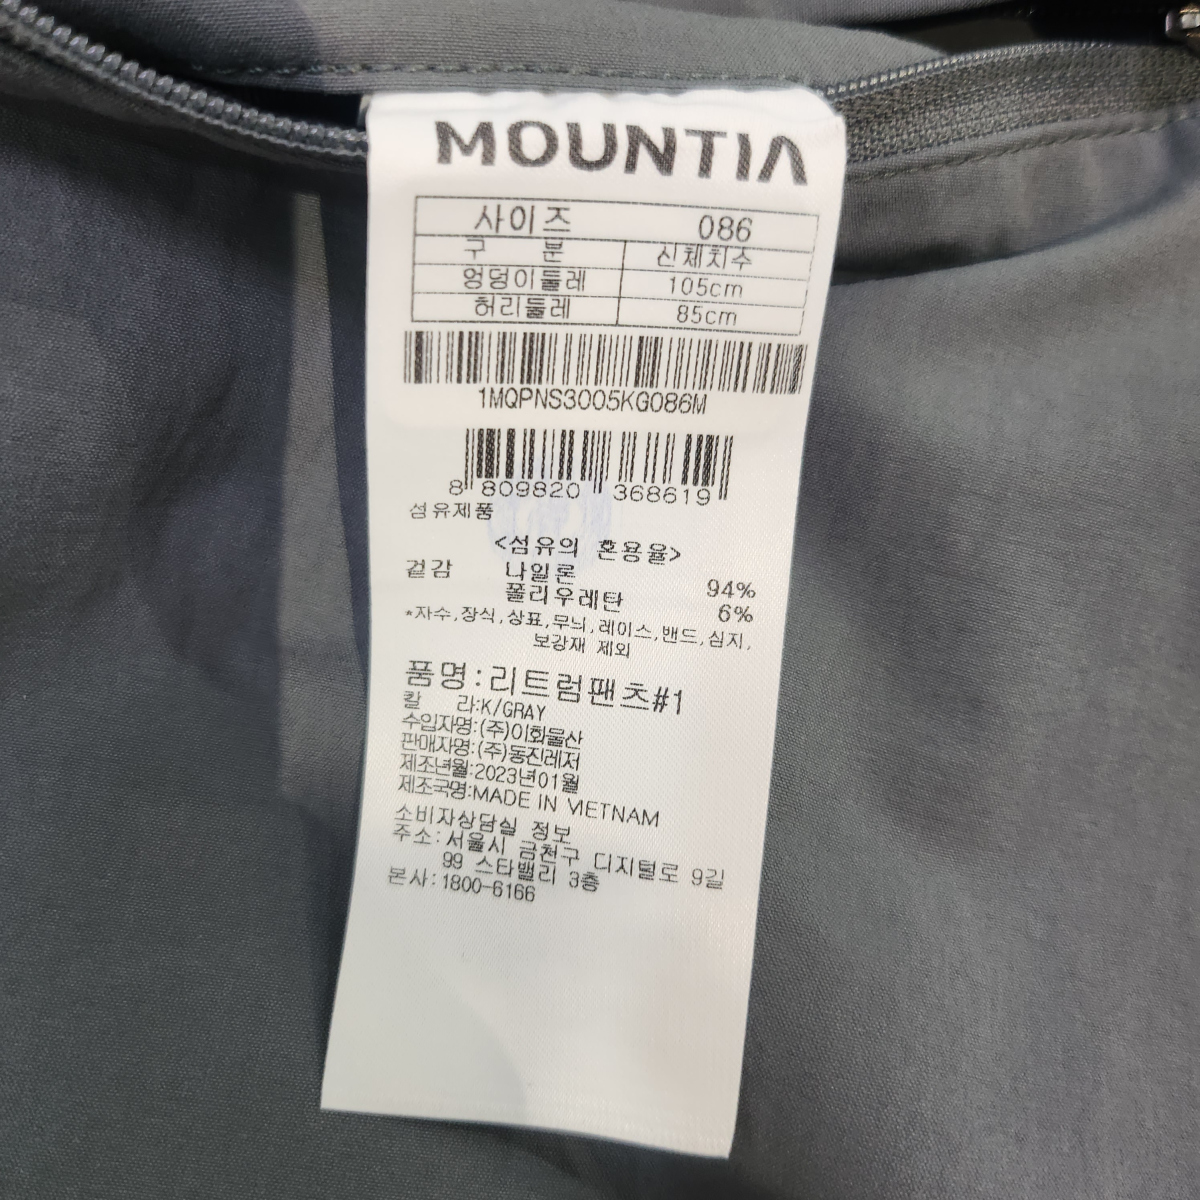 MOUNTIA
사이즈 086
구 분 신체치수
엉덩이둘레 105cm
허리둘레 85cm
1MQPNS3005KG086M
8 809820 368619
섬유제품
<섬유의 혼용율>
겉감 나일론 94%
폴리우레탄 6%
*자수,장식,상표,무늬,레이스,밴드,심지,
보강재 제외
품명:리트럼팬츠#1
칼 라:K/GRAY
수입자명:(주)이화물산
판매자명:(주)동진레저
제조년월:2023년01월
제조국명:MADE IN VIETNAM
소비자상담실 정보
주소:서울시 금천구 디지털로 9길
99 스타밸리 3층
본사:1800-6166